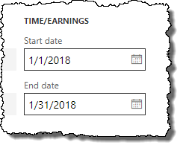 TIME/EARNINGS
Start date
1/1/2018
End date
1/31/2018